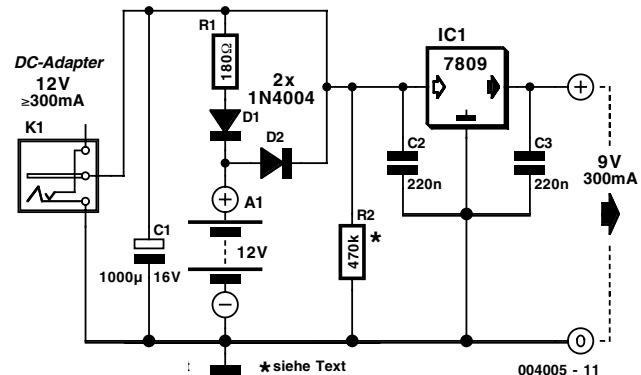 DC-Adapter
12V
≥300mA
K1
R1
180Ω
2x
1N4004
D1
D2
A1
12V
C1
1000µ 16V
R2
470k
*
IC1
7809
C2
220n
C3
220n
9V
300mA
+
+
−
0
* siehe Text
004005 - 11